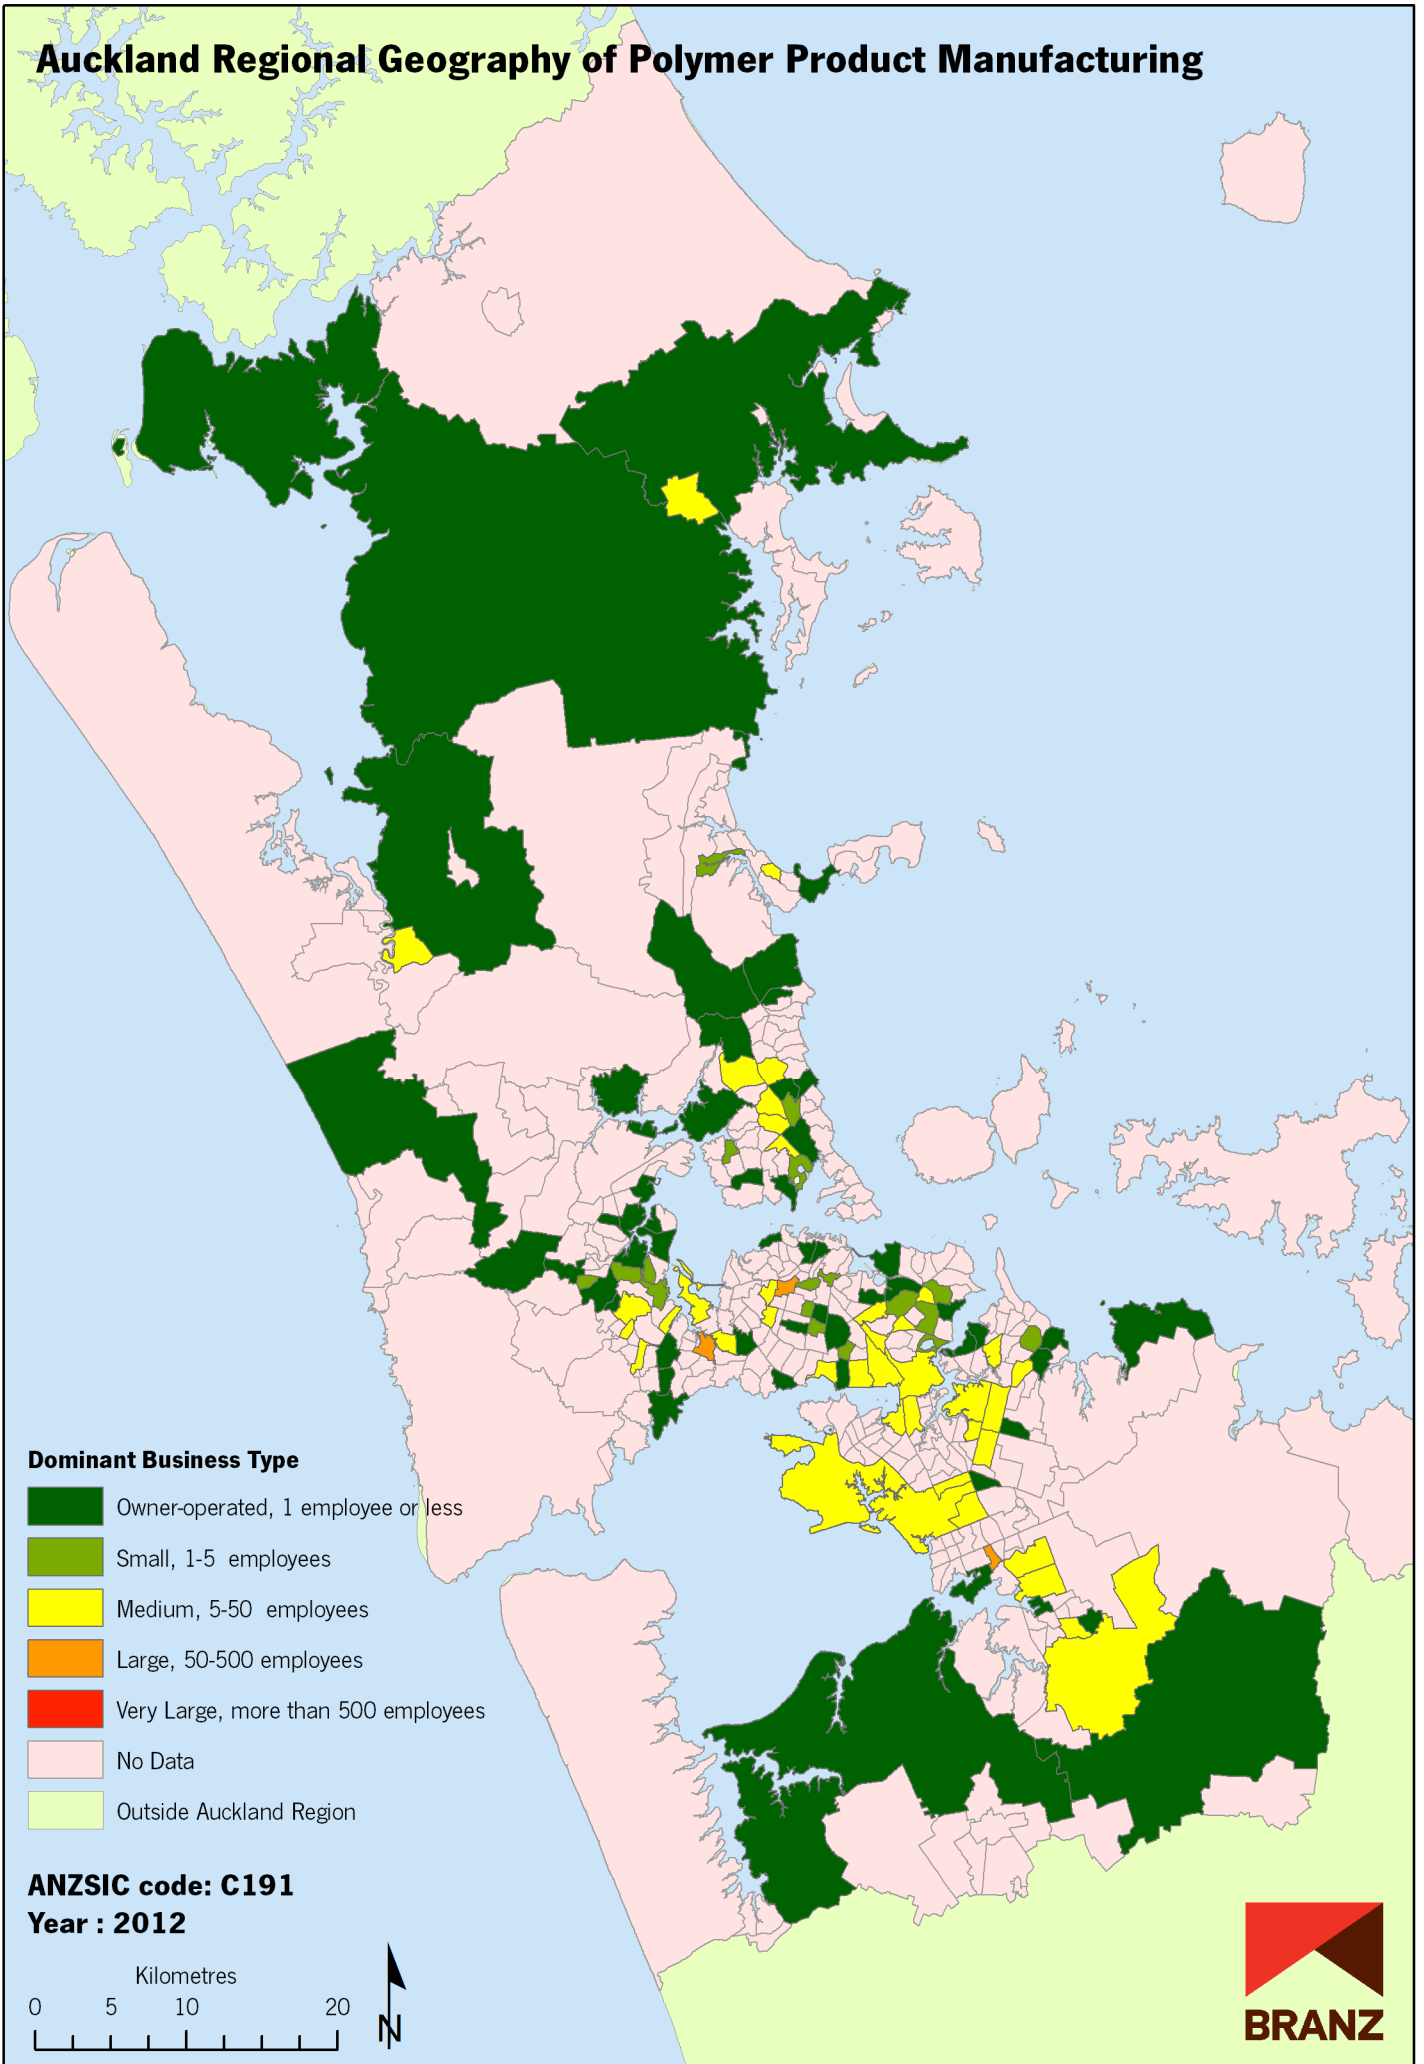 Auckland Regional Geography of Polymer Product Manufacturing
Dominant Business Type
Owner-operated, 1 employee or less
Small, 1-5 employees
Medium, 5-50 employees
Large, 50-500 employees
Very Large, more than 500 employees
No Data
Outside Auckland Region
ANZSIC code: C191
Year : 2012
Kilometres
0 5 10 20
N
BRANZ